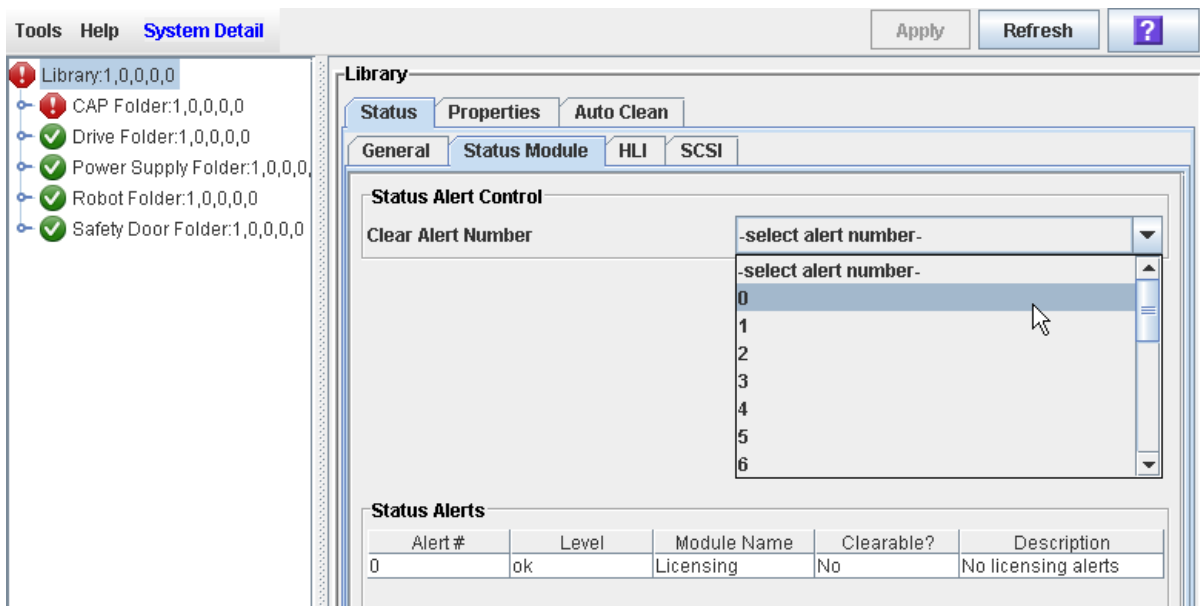 Tools Help System Detail Apply Refresh ?
Library:1,0,0,0,0
CAP Folder:1,0,0,0,0
Drive Folder:1,0,0,0,0
Power Supply Folder:1,0,0,0,
Robot Folder:1,0,0,0,0
Safety Door Folder:1,0,0,0,0
Library
Status Properties Auto Clean
General Status Module HLI SCSI
Status Alert Control
Clear Alert Number -select alert number-
-select alert number-
0
1
2
3
4
5
6
Status Alerts
Alert # Level Module Name Clearable? Description
0 ok Licensing No No licensing alerts